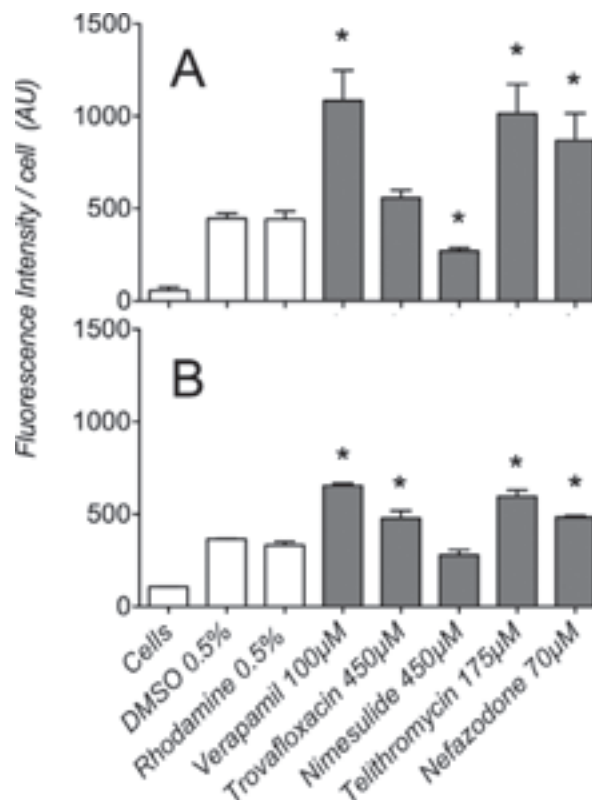 Fluorescence Intensity / cell (AU)
1500
1000
500
0
A
*
*
*
*
1500
1000
500
0
B
*
*
*
*
Cells
DMSO 0.5%
Rhodamine 0.5%
Verapamil 100µM
Trovafloxacin 450µM
Nimesulide 450µM
Telithromycin 175µM
Nefazodone 70µM